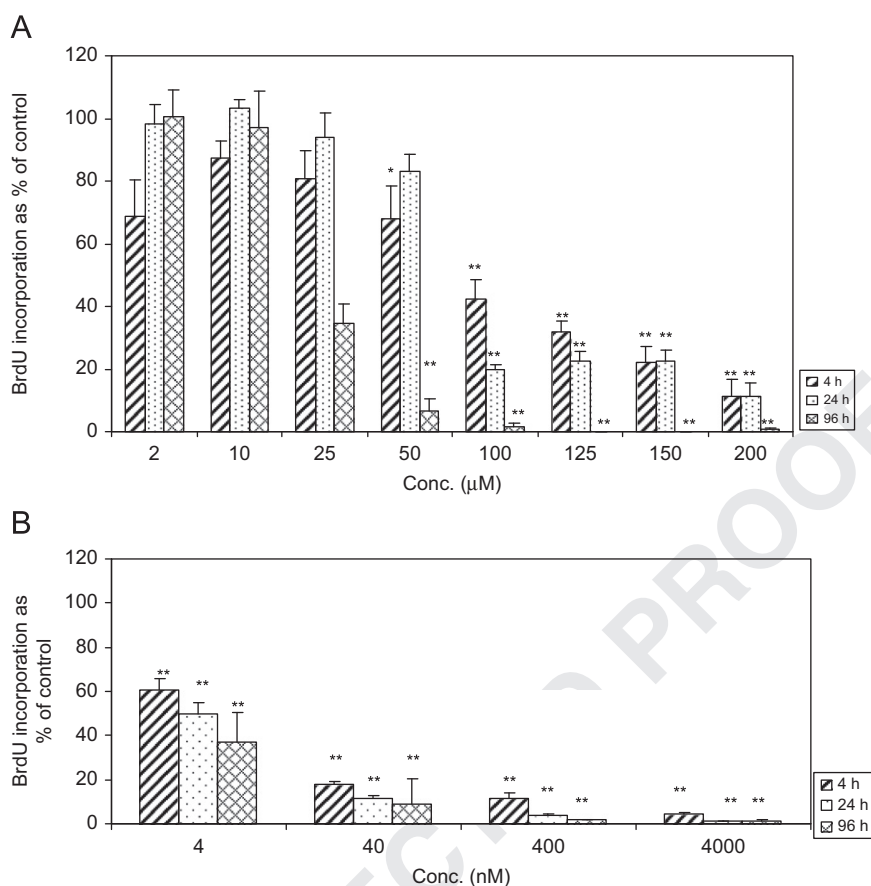 A
BrdU incorporation as % of control
120
100
80
60
40
20
0
*
**
**
**
**
**
**
**
**
**
**
**
**
**
**
2 10 25 50 100 125 150 200
Conc. (μM)
4 h
24 h
96 h
B
BrdU incorporation as
% of control
120
100
80
60
40
20
0
** ** **
** ** **
** ** **
** ** **
4 40 400 4000
Conc. (nM)
4 h
24 h
96 h
PROOF